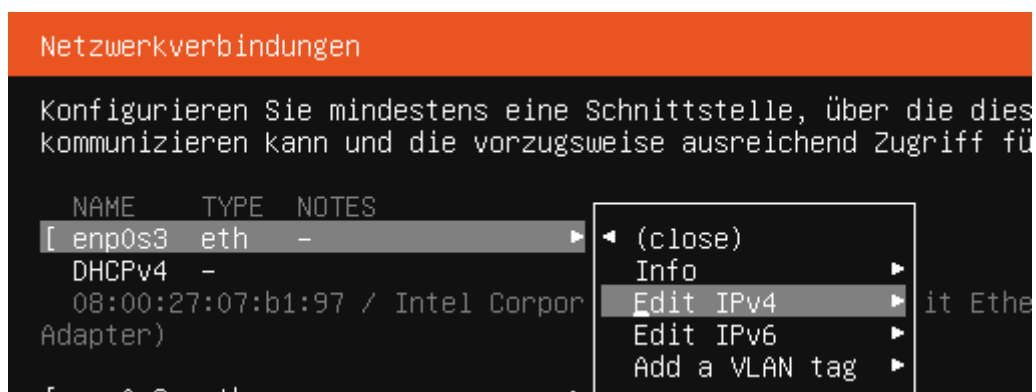 Netzwerkverbindungen
Konfigurieren Sie mindestens eine Schnittstelle, über die dies
kommunizieren kann und die vorzugsweise ausreichend Zugriff fü
NAME TYPE NOTES
[ enp0s3 eth – ▸
DHCPv4 –
08:00:27:07:b1:97 / Intel Corpor
Adapter)
◂ (close)
Info ▸
Edit IPv4 ▸
Edit IPv6 ▸
Add a VLAN tag ▸
it Ethe